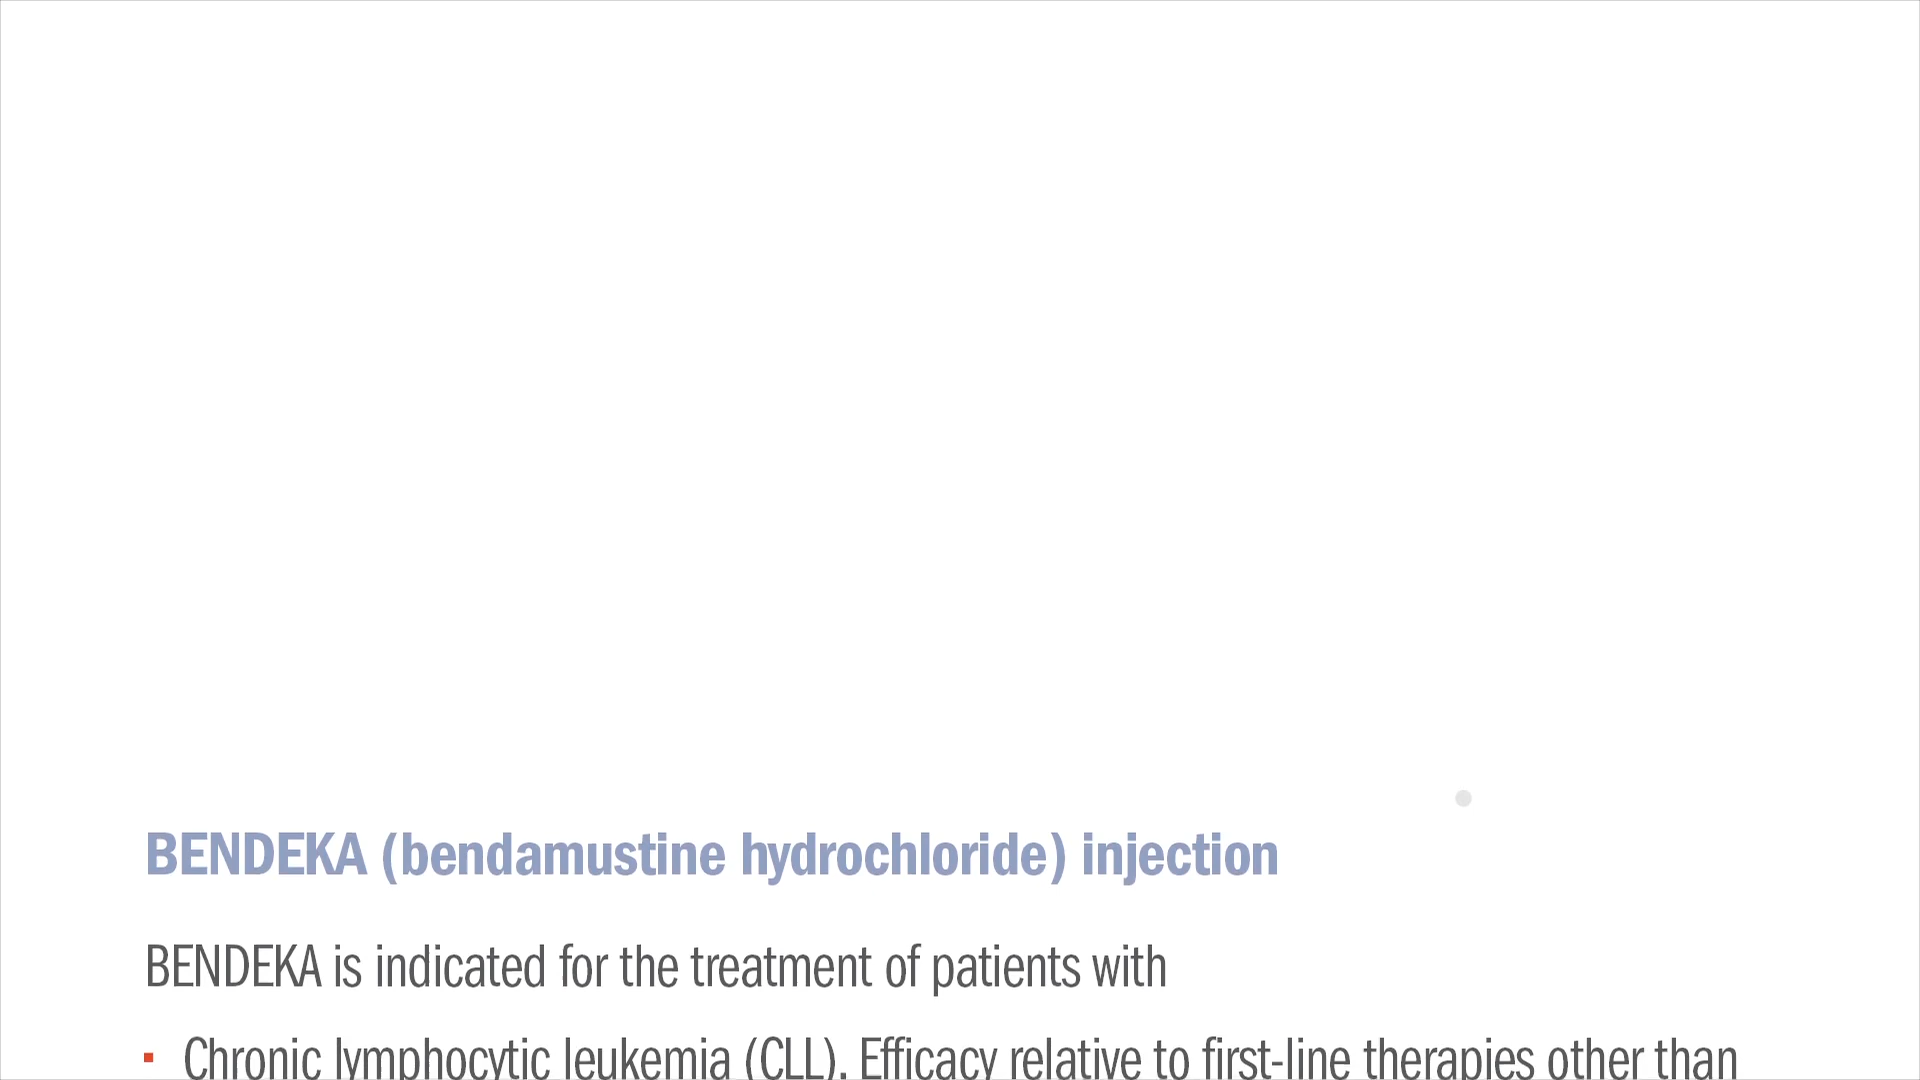 BENDEKA (bendamustine hydrochloride) injection
BENDEKA is indicated for the treatment of patients with
▪ Chronic lymphocytic leukemia (CLL). Efficacy relative to first-line therapies other than